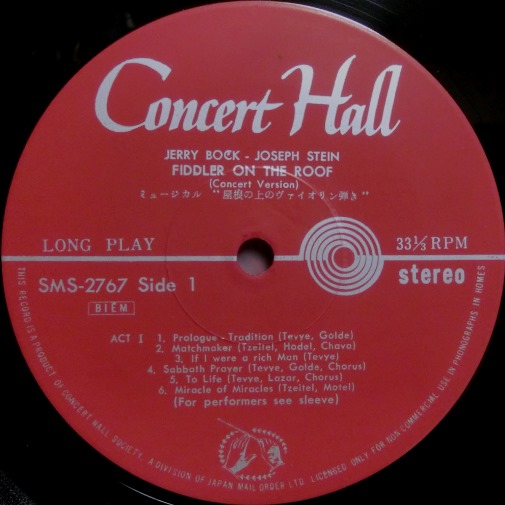 Concert Hall
JERRY BOCK - JOSEPH STEIN
FIDDLER ON THE ROOF
(Concert Version)
ミュージカル "屋根の上のヴァイオリン弾き"
LONG PLAY
33⅓ RPM
SMS-2767 Side 1
stereo
BIEM
ACT I 1. Prologue - Tradition (Tevye, Golde)
2. Matchmaker (Tzeitel, Hodel, Chava)
3. If I were a rich Man (Tevye)
4. Sabbath Prayer (Tevye, Golde, Chorus)
5. To Life (Tevye, Lazar, Chorus)
6. Miracle of Miracles (Tzeitel, Motel)
(For performers see sleeve)
THIS RECORD IS A PRODUCT OF CONCERT HALL SOCIETY, A DIVISION OF JAPAN MAIL ORDER LTD. LICENSED ONLY FOR NON COMMERCIAL USE IN PHONOGRAPHS IN HOMES